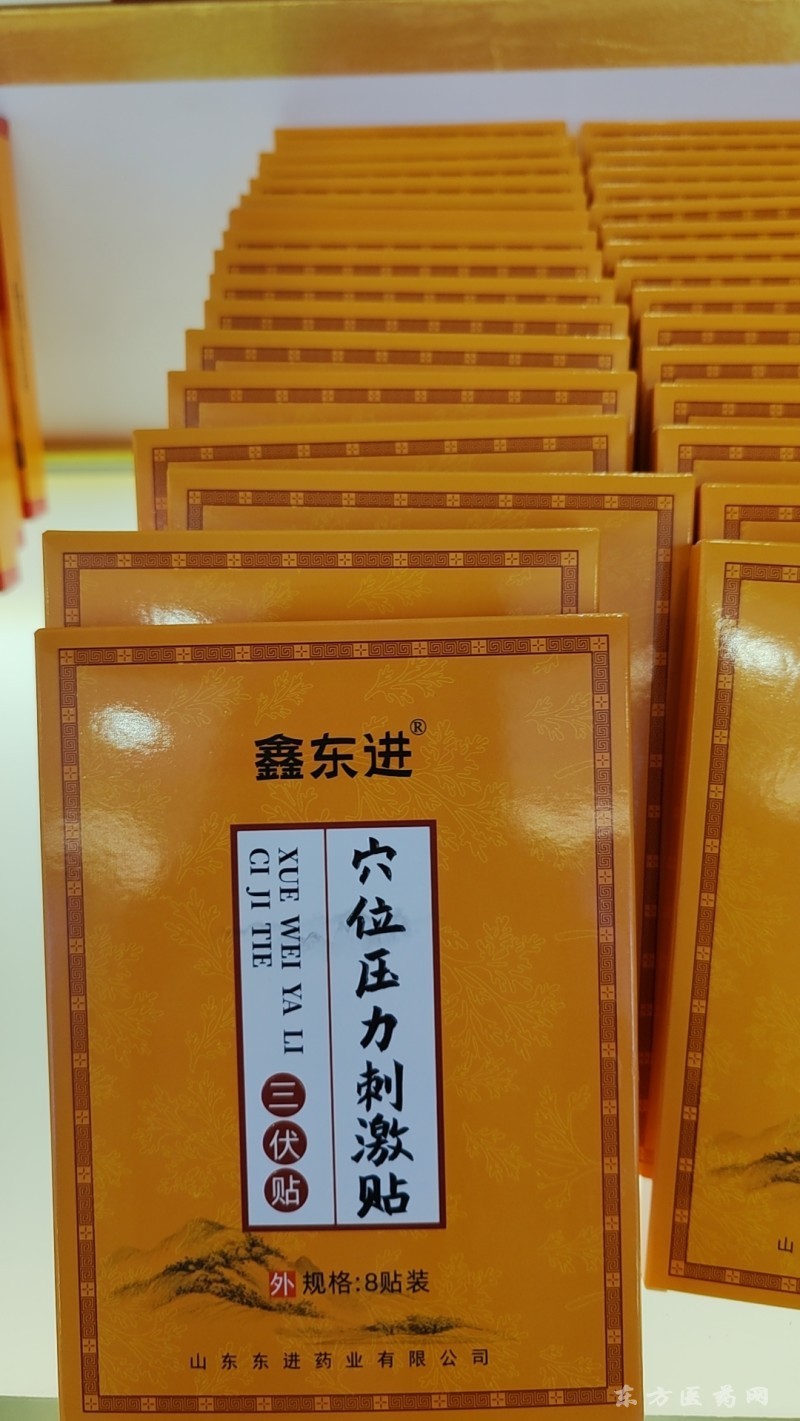 鑫东进®
穴位压力刺激贴
XUE WEI YA LI
CI JI TIE
三伏贴
外 规格:8贴装
山东东进药业有限公司
山
东方医药网